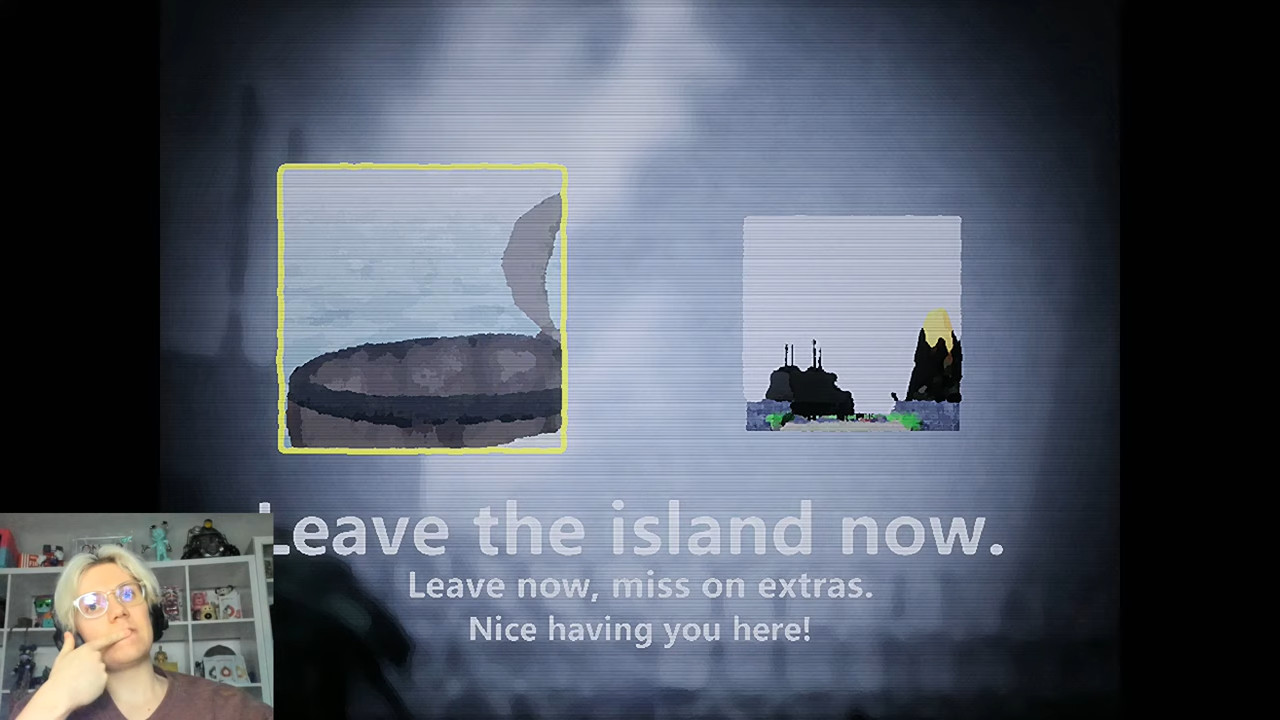 Leave the island now.
Leave now, miss on extras.
Nice having you here!